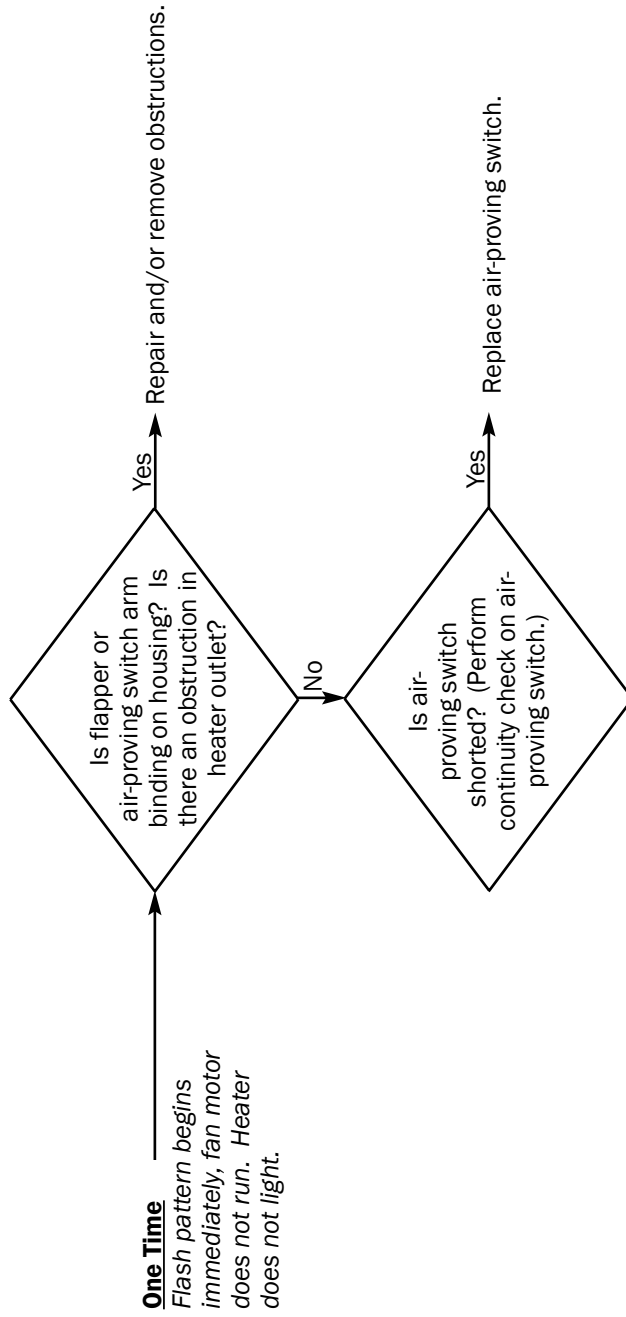 One Time
Flash pattern begins
immediately, fan motor
does not run.  Heater
does not light.
Is flapper or
air-proving switch arm
binding on housing?  Is
there an obstruction in
heater outlet?
Yes
Repair and/or remove obstructions.
No
Is air-
proving switch
shorted?  (Perform
continuity check on air-
proving switch.)
Yes
Replace air-proving switch.